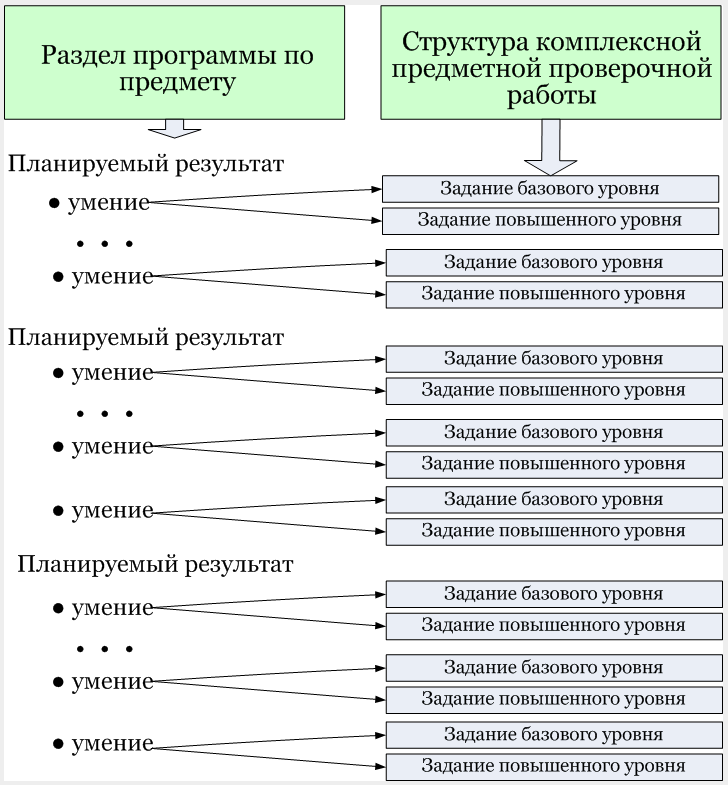 Раздел программы по
предмету
Структура комплексной
предметной проверочной
работы
Планируемый результат
• умение
Задание базового уровня
Задание повышенного уровня
• • •
• умение
Задание базового уровня
Задание повышенного уровня
Планируемый результат
• умение
Задание базового уровня
Задание повышенного уровня
• • •
• умение
Задание базового уровня
Задание повышенного уровня
• умение
Задание базового уровня
Задание повышенного уровня
Планируемый результат
• умение
Задание базового уровня
Задание повышенного уровня
• • •
• умение
Задание базового уровня
Задание повышенного уровня
• умение
Задание базового уровня
Задание повышенного уровня